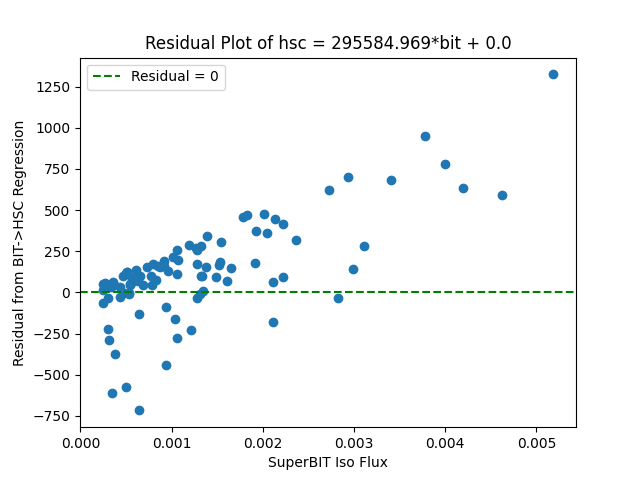 Residual Plot of hsc = 295584.969*bit + 0.0
Residual = 0
1250
1000
750
500
250
0
−250
−500
−750
Residual from BIT->HSC Regression
0.000 0.001 0.002 0.003 0.004 0.005
SuperBIT Iso Flux